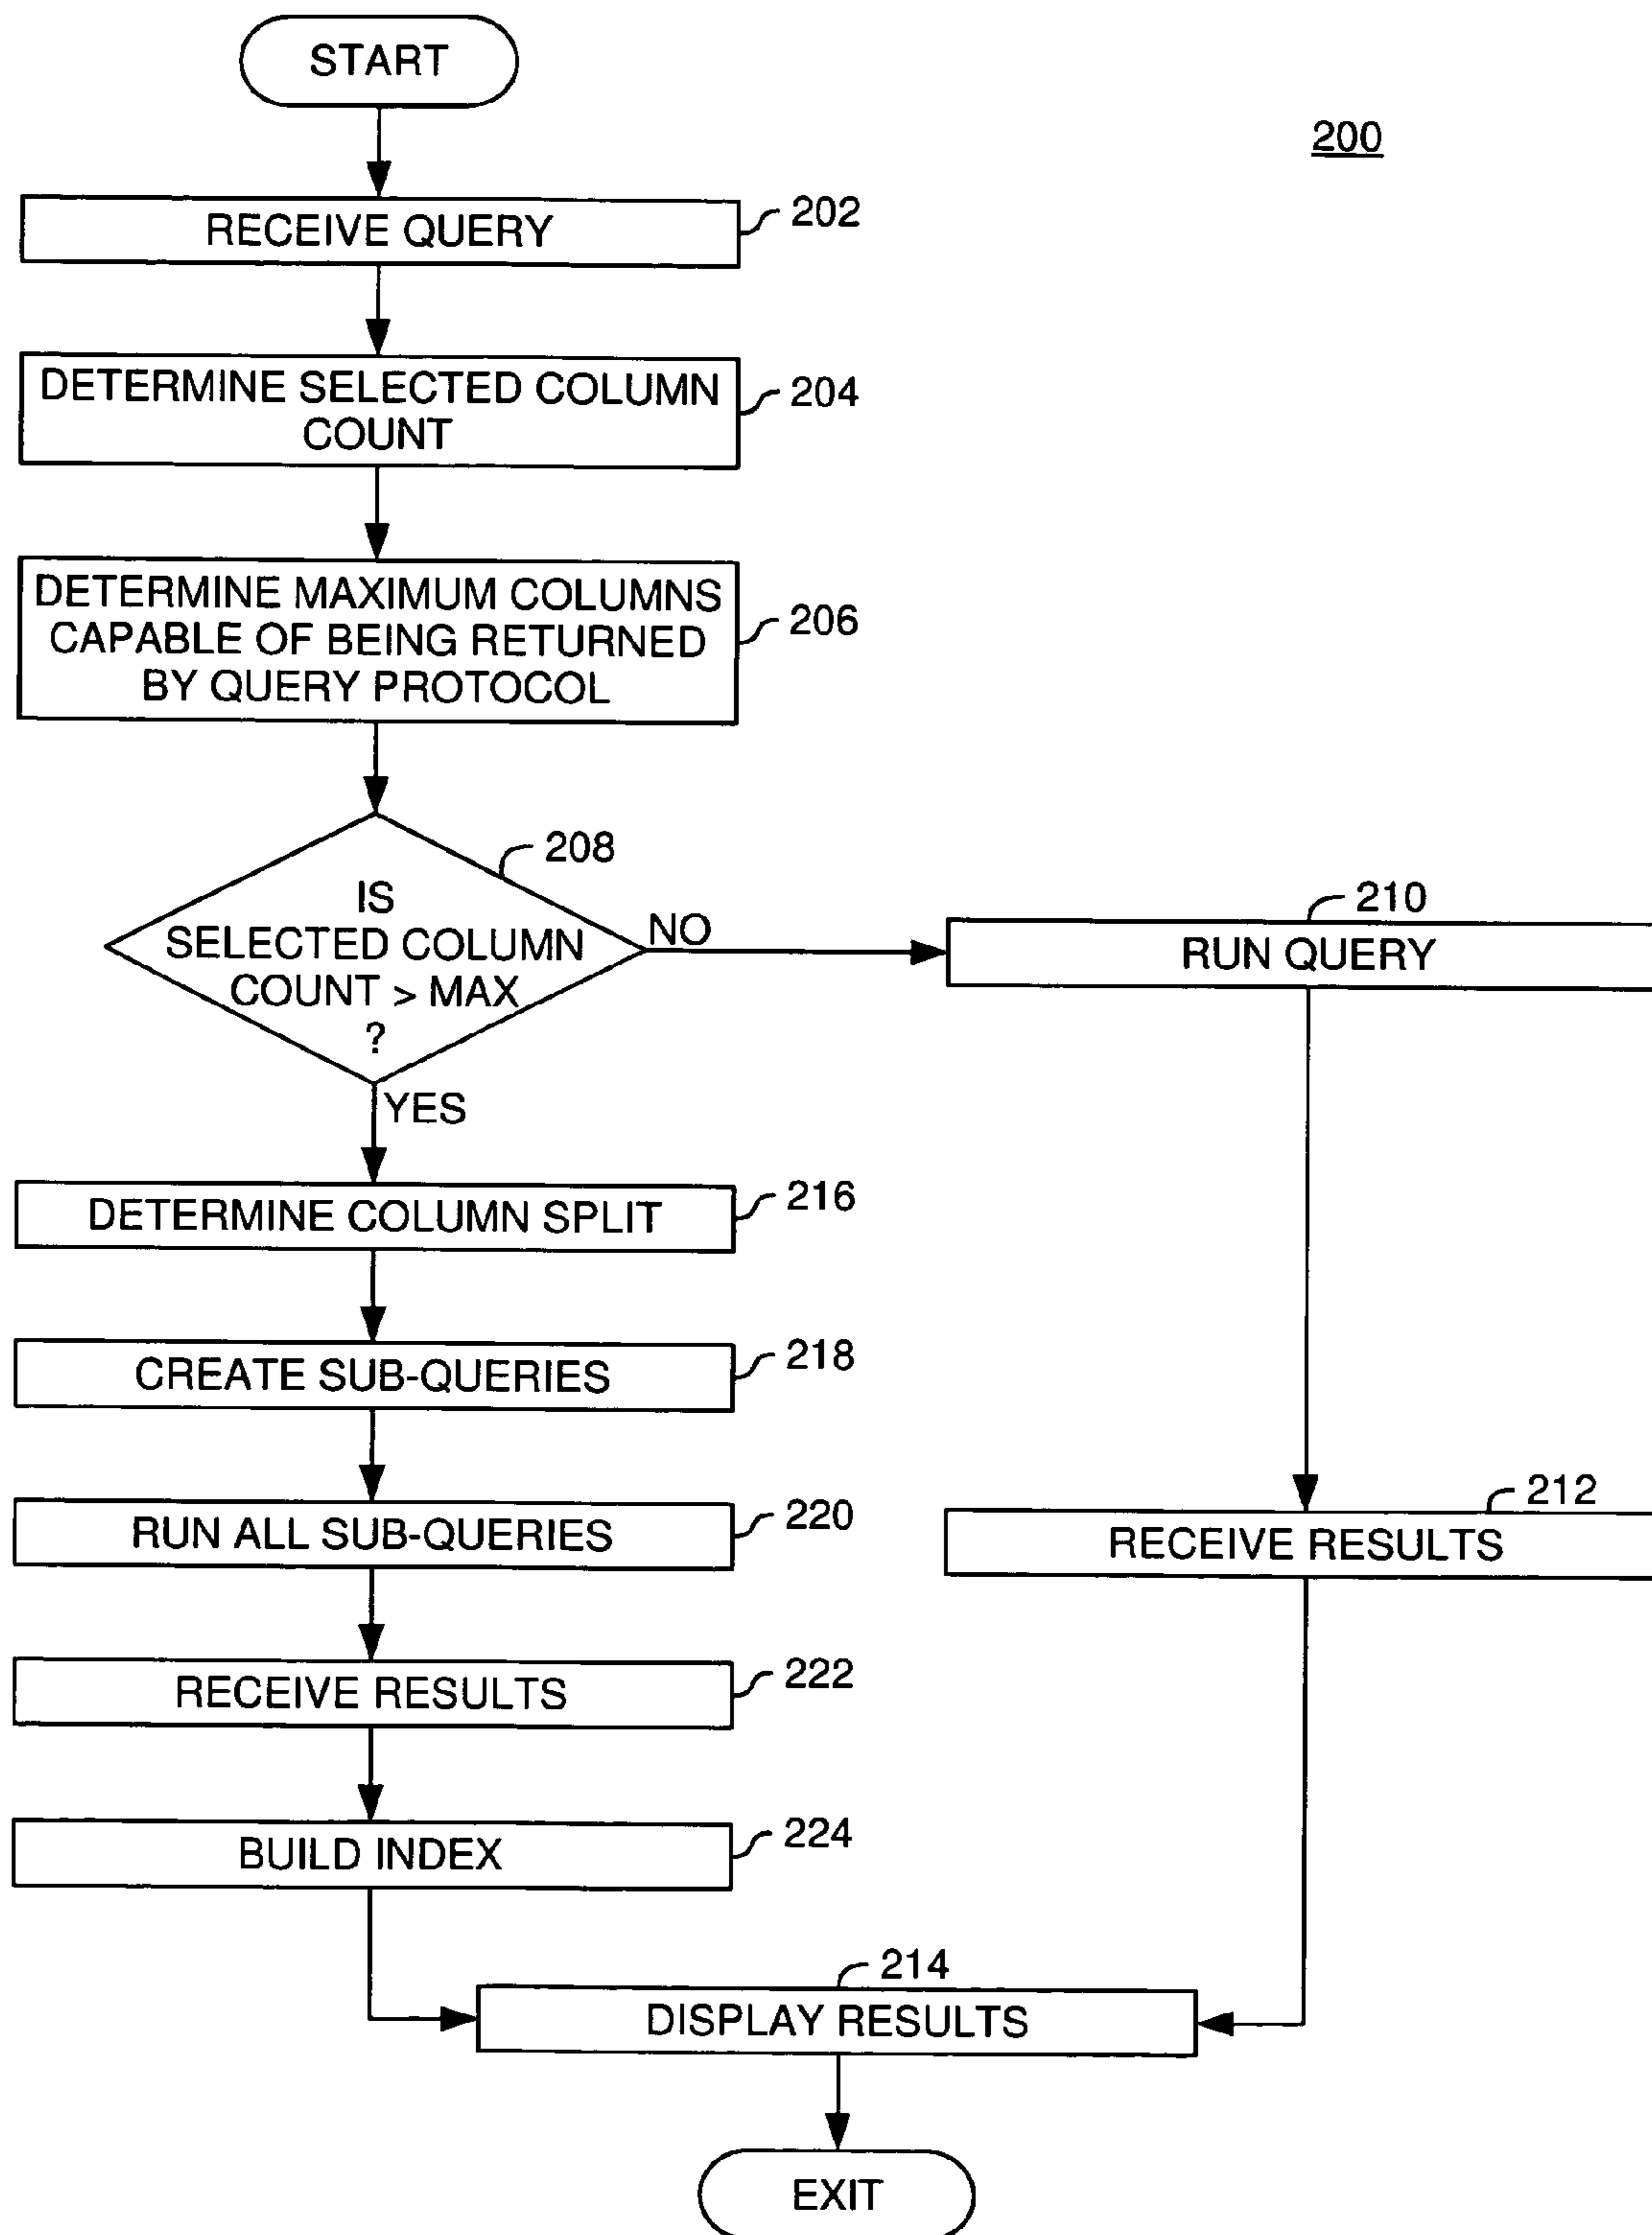 START
200
RECEIVE QUERY
202
DETERMINE SELECTED COLUMN
COUNT
204
DETERMINE MAXIMUM COLUMNS
CAPABLE OF BEING RETURNED
BY QUERY PROTOCOL
206
208
IS
SELECTED COLUMN
COUNT > MAX
?
NO
YES
210
RUN QUERY
DETERMINE COLUMN SPLIT
216
CREATE SUB-QUERIES
218
RUN ALL SUB-QUERIES
220
212
RECEIVE RESULTS
RECEIVE RESULTS
222
BUILD INDEX
224
214
DISPLAY RESULTS
EXIT